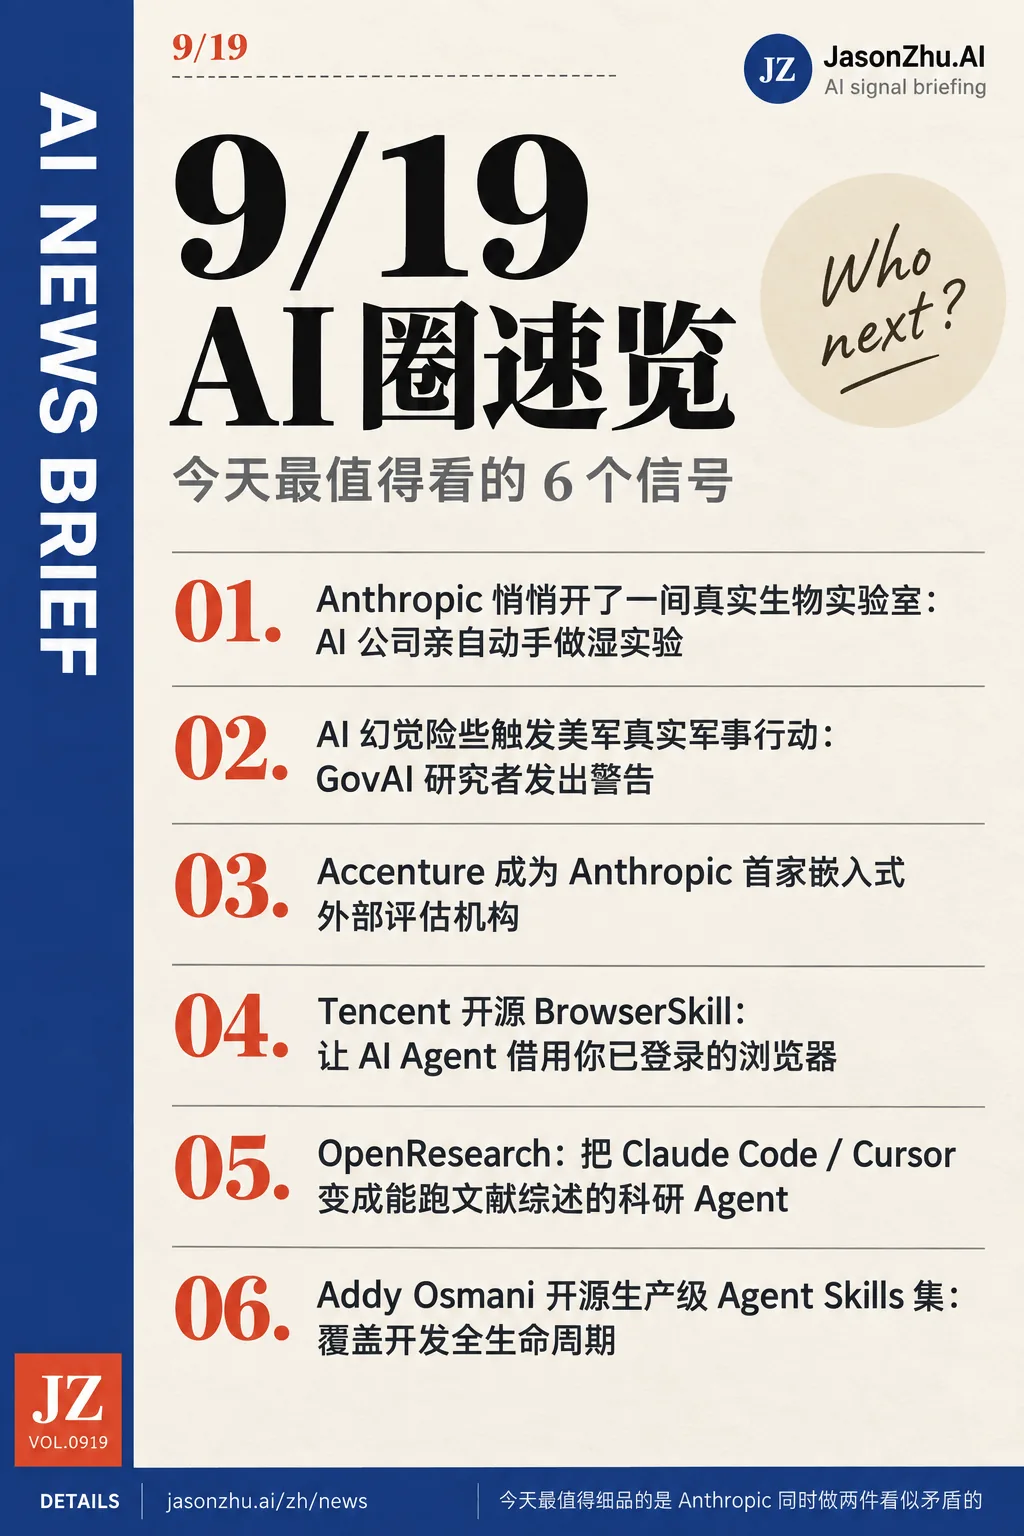 AI NEWS BRIEF
9/19
JZ
JasonZhu.AI
AI signal briefing
9/19
AI 圈速览
Who
next?
今天最值得看的 6 个信号
01.
Anthropic 悄悄开了一间真实生物实验室：
AI 公司亲自动手做湿实验
02.
AI 幻觉险些触发美军真实军事行动：
GovAI 研究者发出警告
03.
Accenture 成为 Anthropic 首家嵌入式
外部评估机构
04.
Tencent 开源 BrowserSkill：
让 AI Agent 借用你已登录的浏览器
05.
OpenResearch：把 Claude Code / Cursor
变成能跑文献综述的科研 Agent
06.
Addy Osmani 开源生产级 Agent Skills 集：
覆盖开发全生命周期
JZ
VOL.0919
DETAILS
jasonzhu.ai/zh/news
今天最值得细品的是 Anthropic 同时做两件看似矛盾的